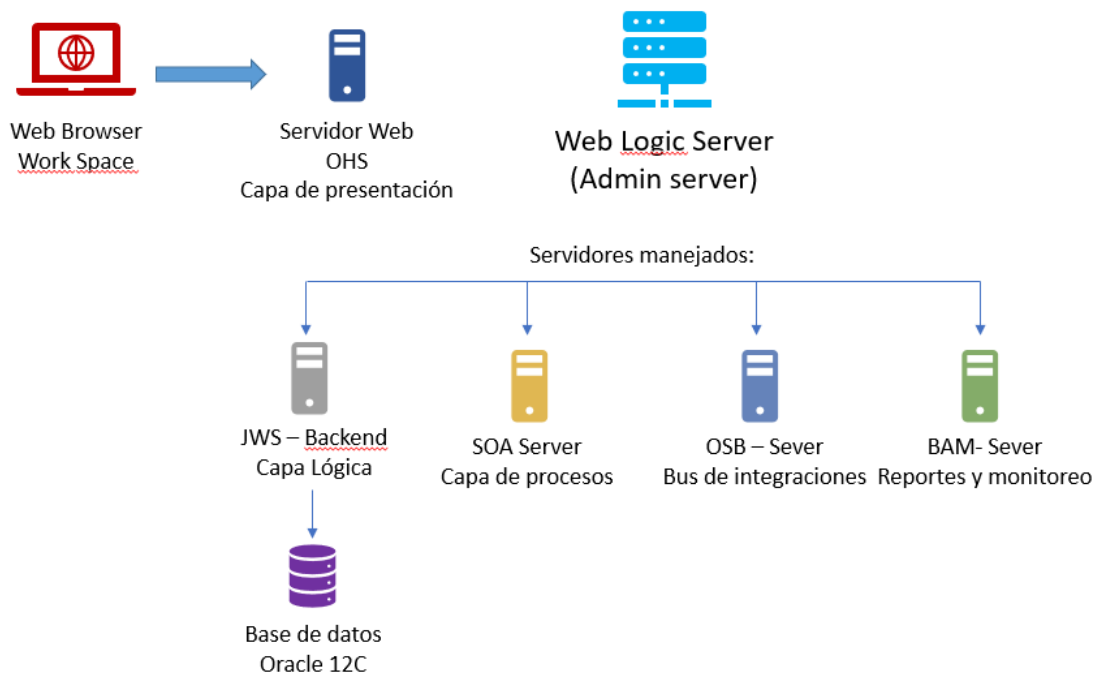 Web Browser
Work Space
Servidor Web
OHS
Capa de presentación
Web Logic Server
(Admin server)
Servidores manejados:
JWS – Backend
Capa Lógica
SOA Server
Capa de procesos
OSB – Sever
Bus de integraciones
BAM- Sever
Reportes y monitoreo
Base de datos
Oracle 12C